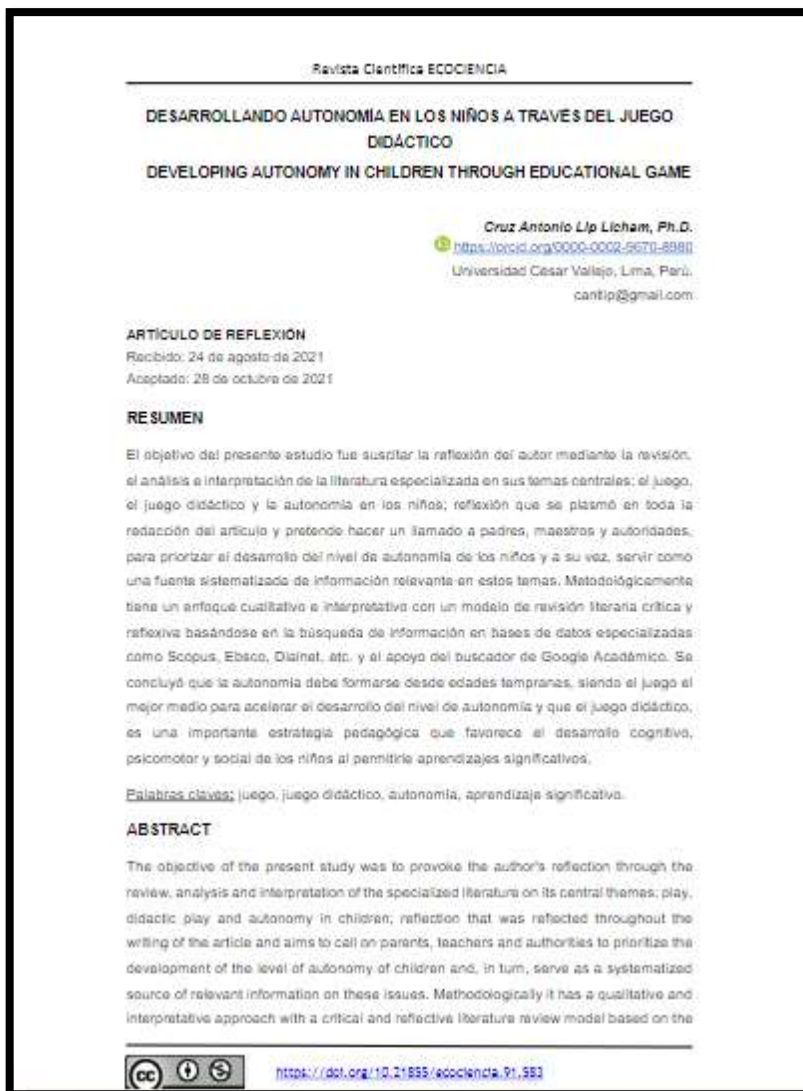 Revista Científica ECOCIENCIA
DESARROLLANDO AUTONOMÍA EN LOS NIÑOS A TRAVÉS DEL JUEGO
DIDÁCTICO
DEVELOPING AUTONOMY IN CHILDREN THROUGH EDUCATIONAL GAME
Cruz Antonio Lip Licham, Ph.D.
https://orcid.org/0000-0002-9670-8980
Universidad César Vallejo, Lima, Perú.
cantlip@gmail.com
ARTÍCULO DE REFLEXIÓN
Recibido: 24 de agosto de 2021
Aceptado: 28 de octubre de 2021
RESUMEN
El objetivo del presente estudio fue suscitar la reflexión del autor mediante la revisión,
el análisis e interpretación de la literatura especializada en sus temas centrales: el juego,
el juego didáctico y la autonomía en los niños; reflexión que se plasmó en toda la
redacción del artículo y pretende hacer un llamado a padres, maestros y autoridades,
para priorizar el desarrollo del nivel de autonomía de los niños y a su vez, servir como
una fuente sistematizada de información relevante en estos temas. Metodológicamente
tiene un enfoque cualitativo e interpretativo con un modelo de revisión literaria crítica y
reflexiva basándose en la búsqueda de información en bases de datos especializadas
como Scopus, Ebsco, Dialnet, etc. y el apoyo del buscador de Google Académico. Se
concluyó que la autonomía debe formarse desde edades tempranas, siendo el juego el
mejor medio para acelerar el desarrollo del nivel de autonomía y que el juego didáctico,
es una importante estrategia pedagógica que favorece el desarrollo cognitivo,
psicomotor y social de los niños al permitirle aprendizajes significativos.
Palabras claves: juego, juego didáctico, autonomía, aprendizaje significativo.
ABSTRACT
The objective of the present study was to provoke the author's reflection through the
review, analysis and interpretation of the specialized literature on its central themes: play,
didactic play and autonomy in children; reflection that was reflected throughout the
writing of the article and aims to call on parents, teachers and authorities to prioritize the
development of the level of autonomy of children and, in turn, serve as a systematized
source of relevant information on these issues. Methodologically it has a qualitative and
interpretative approach with a critical and reflective literature review model based on the
cc
https://doi.org/10.21855/ecociencia.91.583